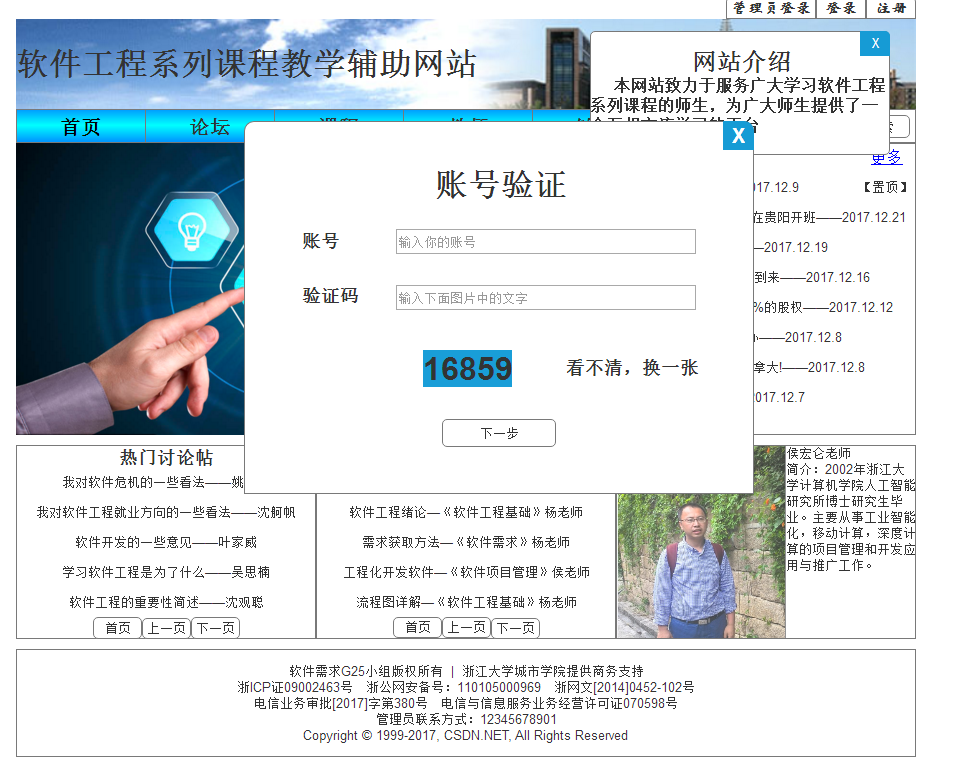 管理员登录 登录 注册
软件工程系列课程教学辅助网站
X
网站介绍
本网站致力于服务广大学习软件工程
系列课程的师生，为广大师生提供了一
首页 论坛
X
更多
账号验证
账号 输入你的账号
验证码 输入下面图片中的文字
16859 看不清，换一张
下一步
17.12.9 【置顶】
在贵阳开班——2017.12.21
—2017.12.19
到来——2017.12.16
%的股权——2017.12.12
——2017.12.8
拿大!——2017.12.8
017.12.7
热门讨论帖
我对软件危机的一些看法——姚
我对软件工程就业方向的一些看法——沈舸帆
软件开发的一些意见——叶家威
学习软件工程是为了什么——吴思楠
软件工程的重要性简述——沈观聪
首页 上一页 下一页
软件工程绪论—《软件工程基础》杨老师
需求获取方法—《软件需求》杨老师
工程化开发软件—《软件项目管理》侯老师
流程图详解—《软件工程基础》杨老师
首页 上一页 下一页
侯宏仑老师
简介：2002年浙江大
学计算机学院人工智能
研究所博士研究生毕
业。主要从事工业智能
化，移动计算，深度计
算的项目管理和开发应
用与推广工作。
软件需求G25小组版权所有 | 浙江大学城市学院提供商务支持
浙ICP证09002463号 浙公网安备号：110105000969 浙网文[2014]0452-102号
电信业务审批[2017]字第380号 电信与信息服务业务经营许可证070598号
管理员联系方式：12345678901
Copyright © 1999-2017, CSDN.NET, All Rights Reserved